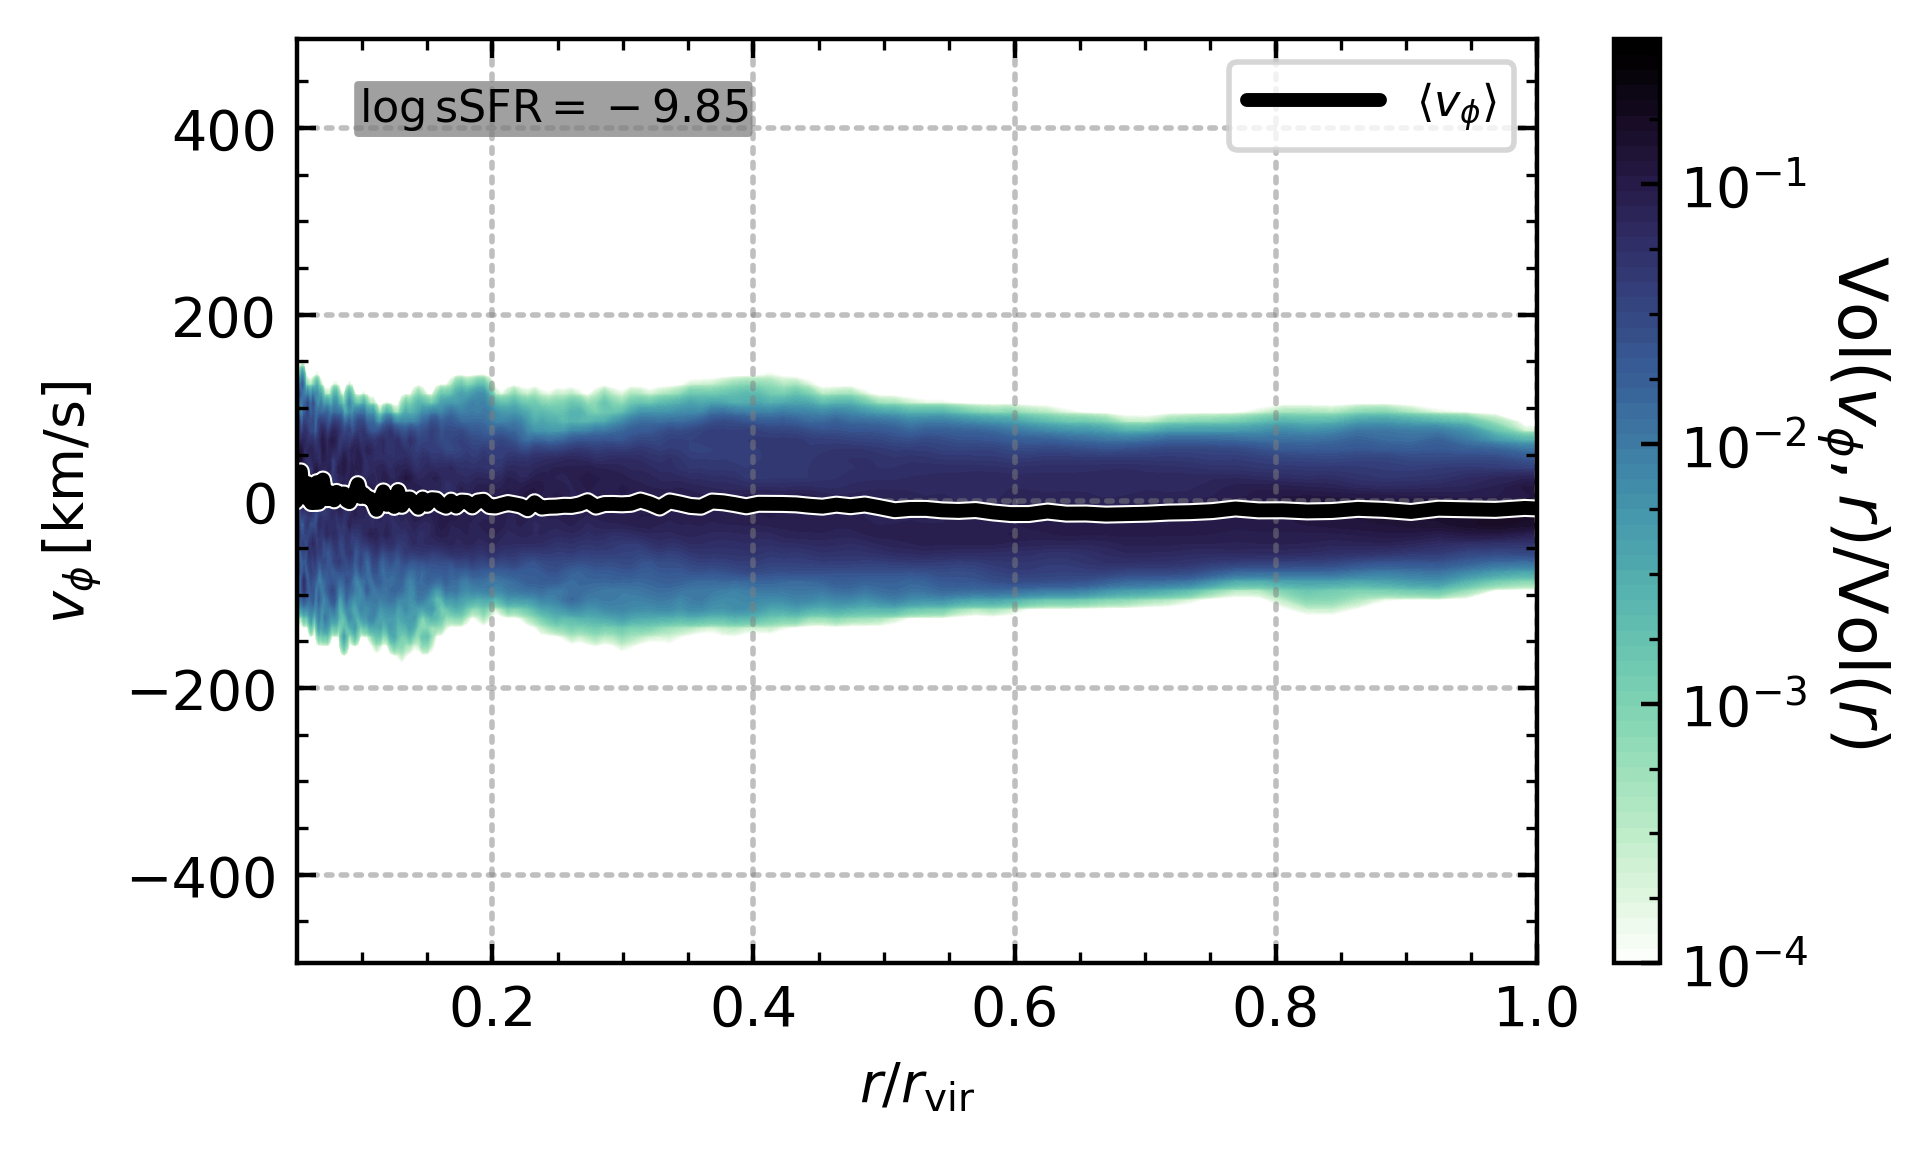 log sSFR = −9.85
⟨v_ϕ⟩
400
200
0
−200
−400
v_ϕ [km/s]
0.2 0.4 0.6 0.8 1.0
r/r_vir
10⁻¹
10⁻²
10⁻³
10⁻⁴
Vol(v_ϕ, r)/Vol(r)